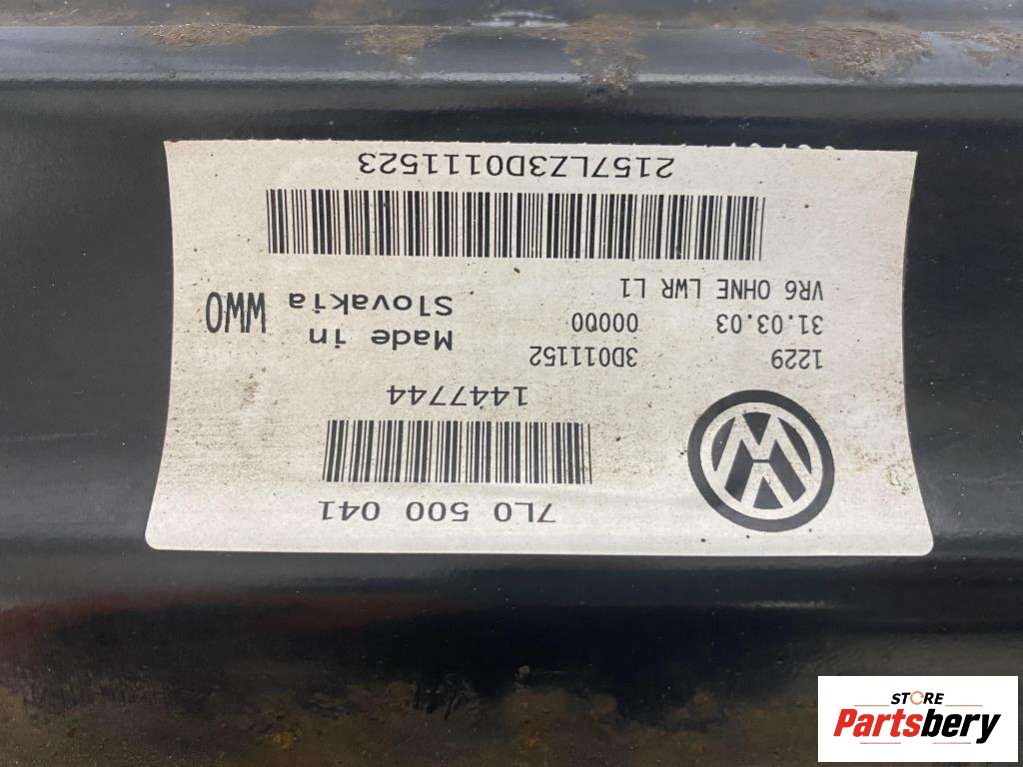 7L0 500 041
1447744
1229 3D011152
31.03.03 00000
VR6 OHNE LWR L1
Made in
Slovakia
WWO
2157LZ3D0111523
STORE
Partsbery